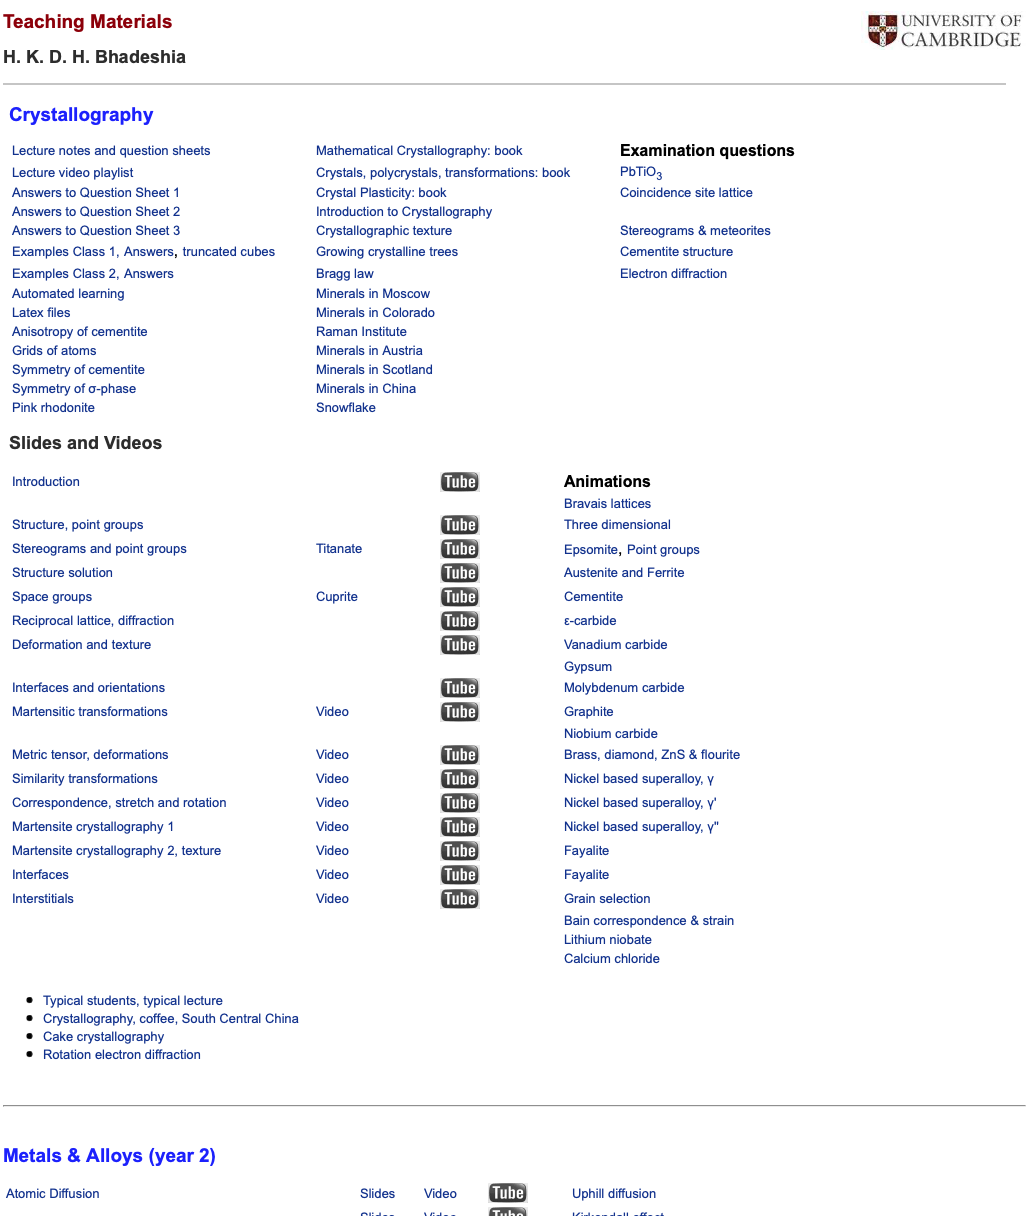 Teaching Materials
UNIVERSITY OF
CAMBRIDGE
H. K. D. H. Bhadeshia
Crystallography
Lecture notes and question sheets Mathematical Crystallography: book Examination questions
Lecture video playlist Crystals, polycrystals, transformations: book PbTiO3
Answers to Question Sheet 1 Crystal Plasticity: book Coincidence site lattice
Answers to Question Sheet 2 Introduction to Crystallography
Answers to Question Sheet 3 Crystallographic texture Stereograms & meteorites
Examples Class 1, Answers, truncated cubes Growing crystalline trees Cementite structure
Examples Class 2, Answers Bragg law Electron diffraction
Automated learning Minerals in Moscow
Latex files Minerals in Colorado
Anisotropy of cementite Raman Institute
Grids of atoms Minerals in Austria
Symmetry of cementite Minerals in Scotland
Symmetry of σ-phase Minerals in China
Pink rhodonite Snowflake
Slides and Videos
Introduction Tube Animations
Bravais lattices
Structure, point groups Tube Three dimensional
Stereograms and point groups Titanate Tube Epsomite, Point groups
Structure solution Tube Austenite and Ferrite
Space groups Cuprite Tube Cementite
Reciprocal lattice, diffraction Tube ε-carbide
Deformation and texture Tube Vanadium carbide
Gypsum
Interfaces and orientations Tube Molybdenum carbide
Martensitic transformations Video Tube Graphite
Niobium carbide
Metric tensor, deformations Video Tube Brass, diamond, ZnS & flourite
Similarity transformations Video Tube Nickel based superalloy, γ
Correspondence, stretch and rotation Video Tube Nickel based superalloy, γ'
Martensite crystallography 1 Video Tube Nickel based superalloy, γ"
Martensite crystallography 2, texture Video Tube Fayalite
Interfaces Video Tube Fayalite
Interstitials Video Tube Grain selection
Bain correspondence & strain
Lithium niobate
Calcium chloride
Typical students, typical lecture
Crystallography, coffee, South Central China
Cake crystallography
Rotation electron diffraction
Metals & Alloys (year 2)
Atomic Diffusion Slides Video Tube Uphill diffusion
Slides Video Tube Kirkendall effect